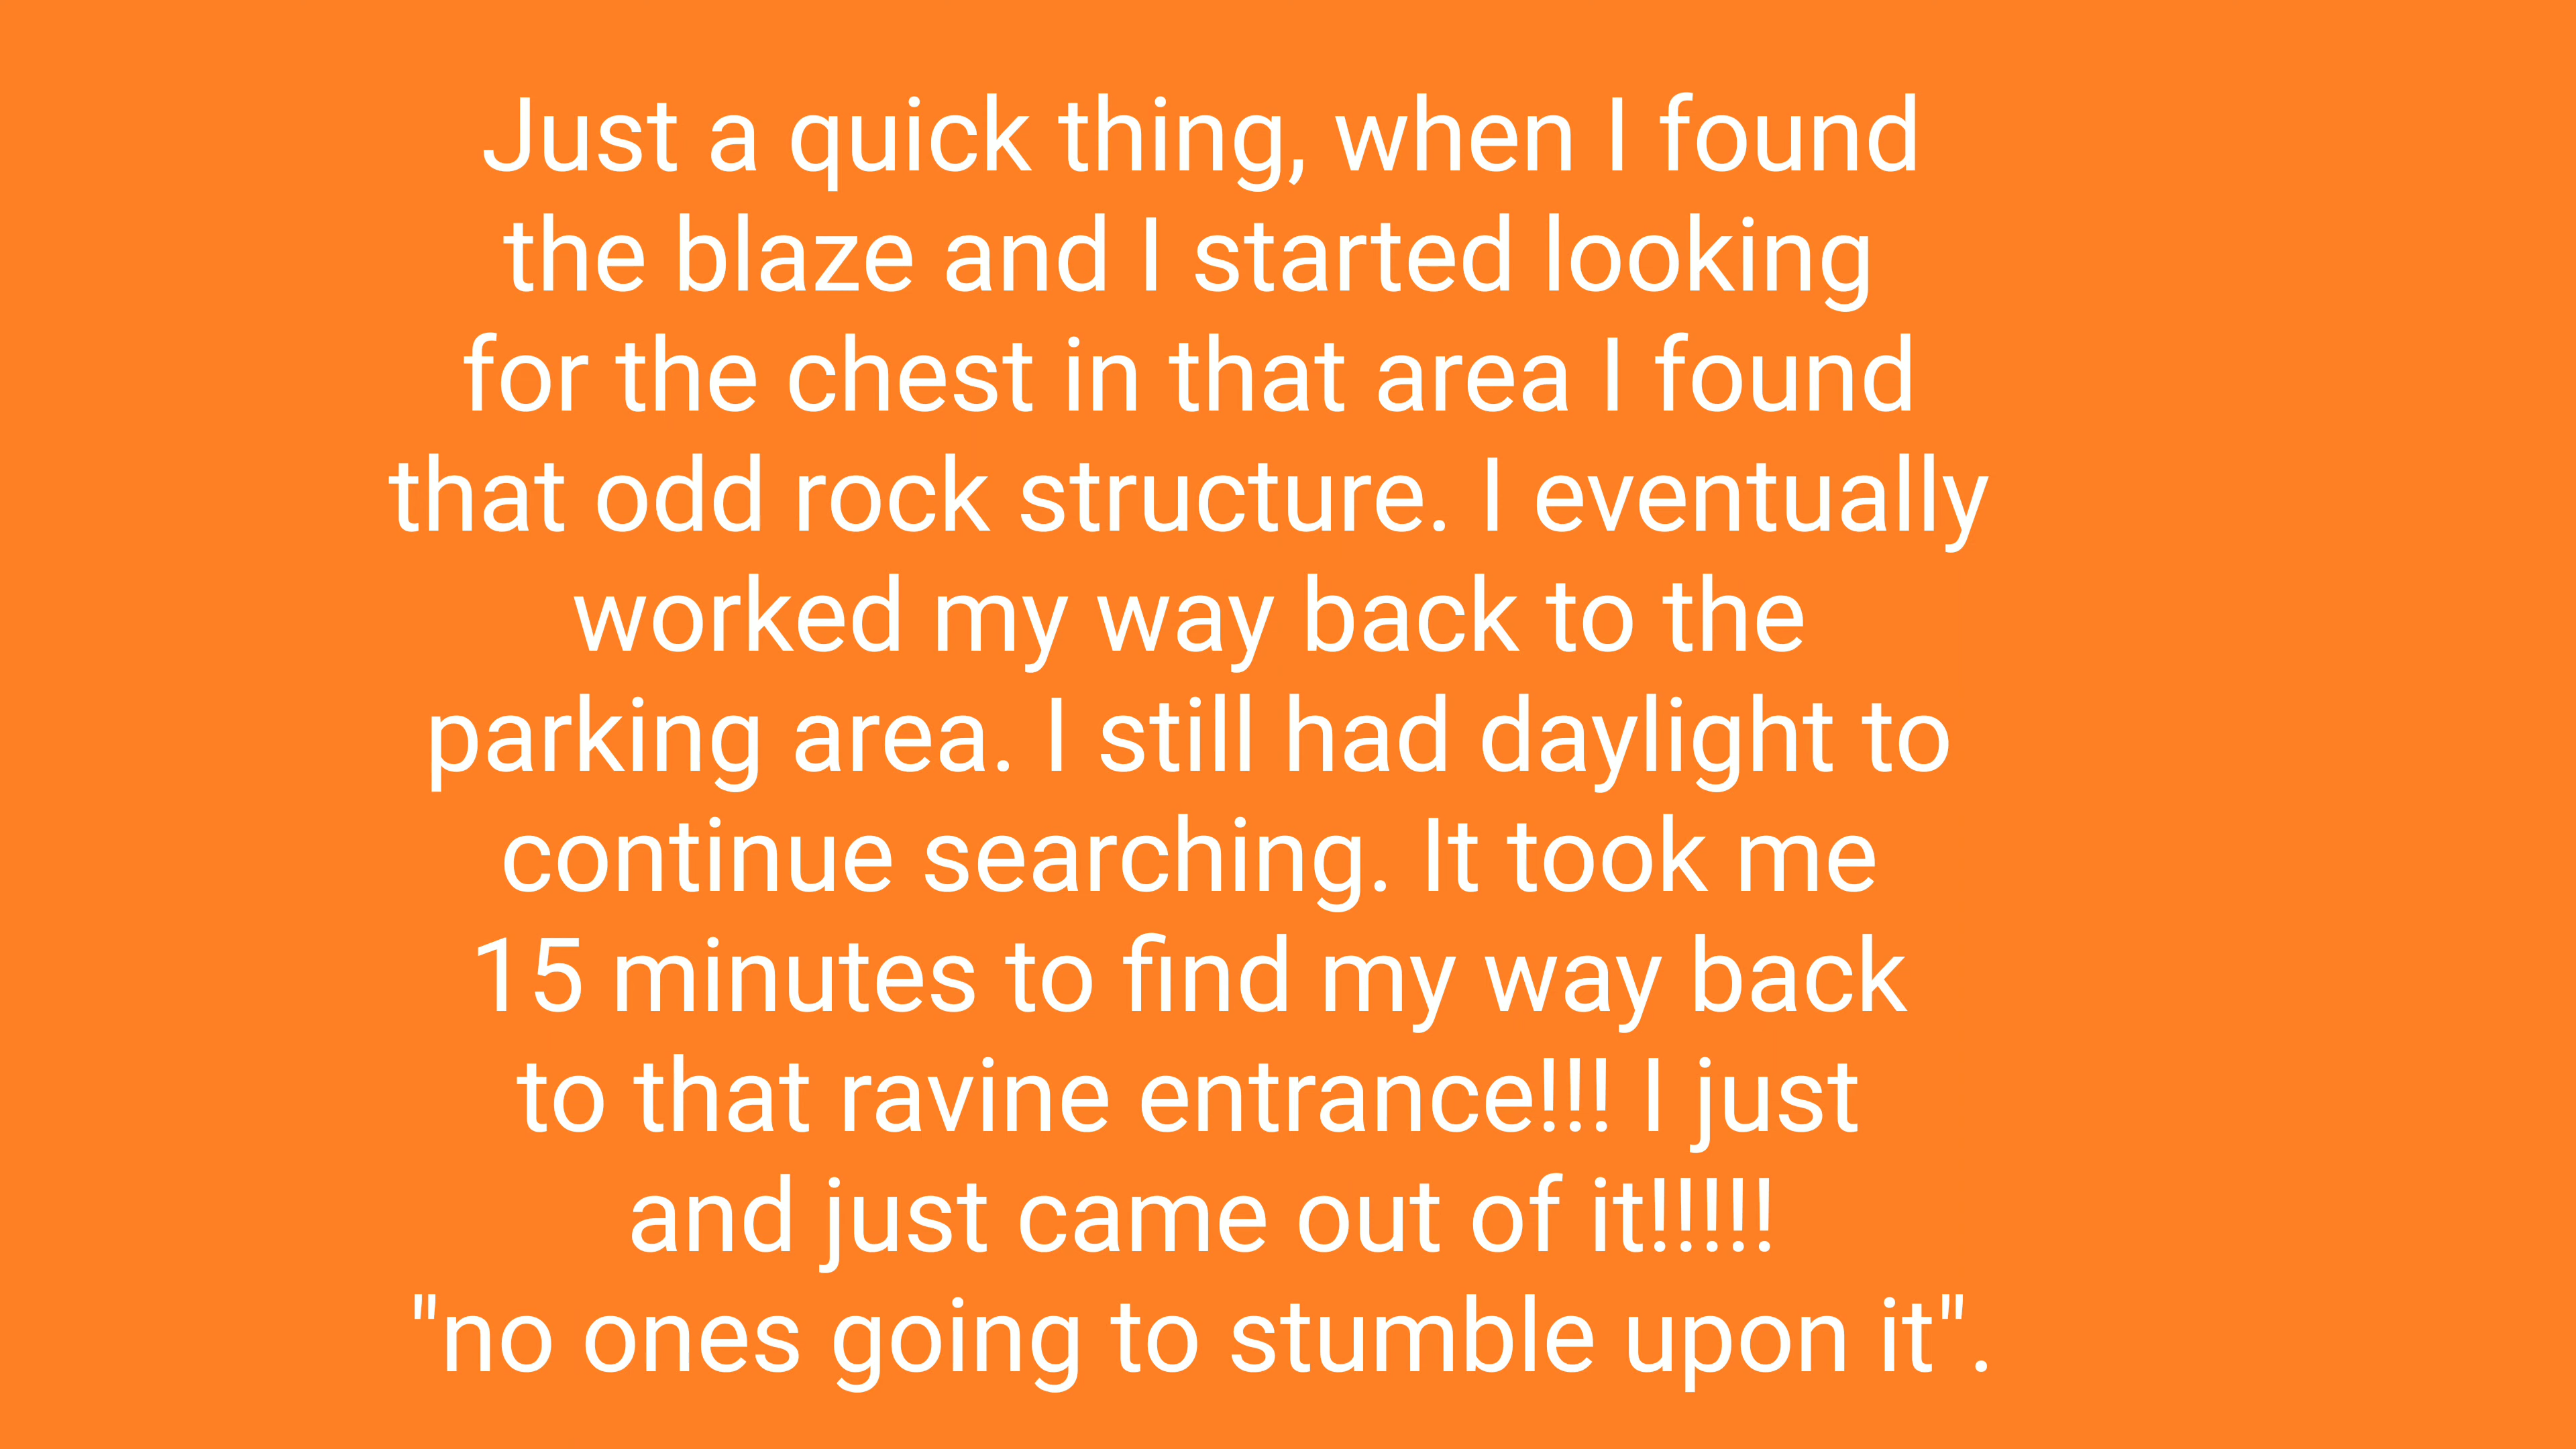 Just a quick thing, when I found
the blaze and I started looking
for the chest in that area I found
that odd rock structure. I eventually
worked my way back to the
parking area. I still had daylight to
continue searching. It took me
15 minutes to find my way back
to that ravine entrance!!! I just
and just came out of it!!!!!
"no ones going to stumble upon it".